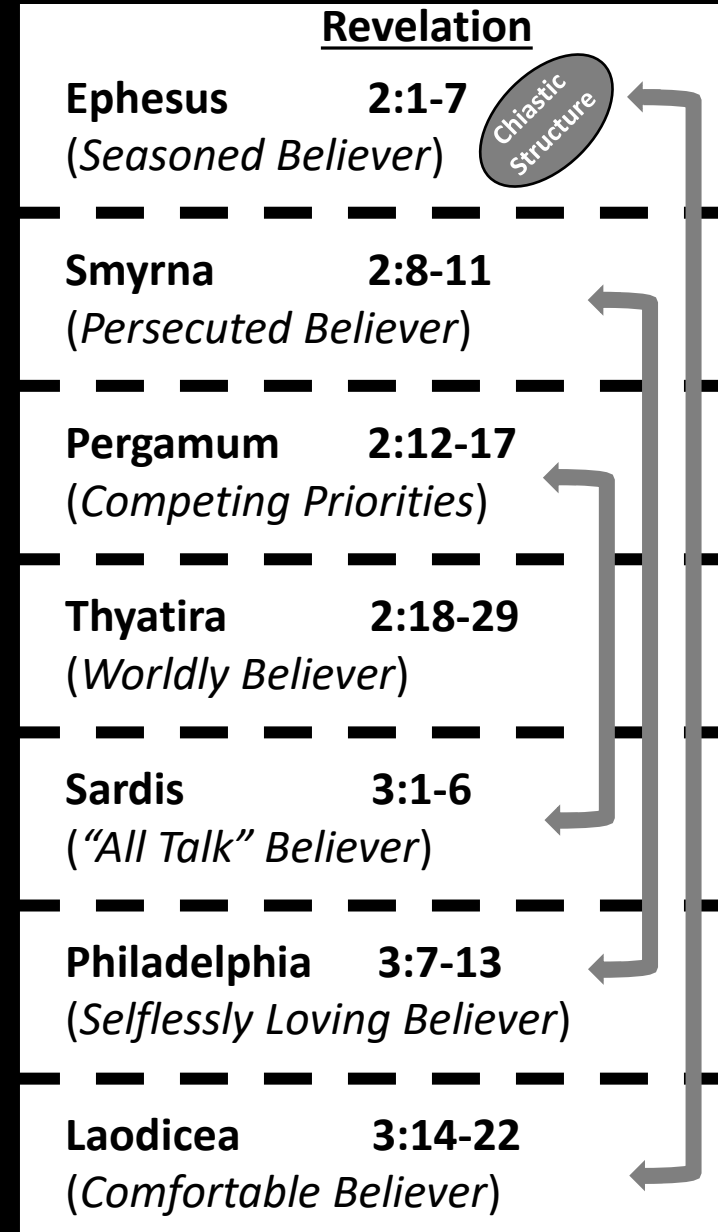 Revelation
Ephesus 2:1-7
(Seasoned Believer)
Chiastic
Structure
Smyrna 2:8-11
(Persecuted Believer)
Pergamum 2:12-17
(Competing Priorities)
Thyatira 2:18-29
(Worldly Believer)
Sardis 3:1-6
(“All Talk” Believer)
Philadelphia 3:7-13
(Selflessly Loving Believer)
Laodicea 3:14-22
(Comfortable Believer)